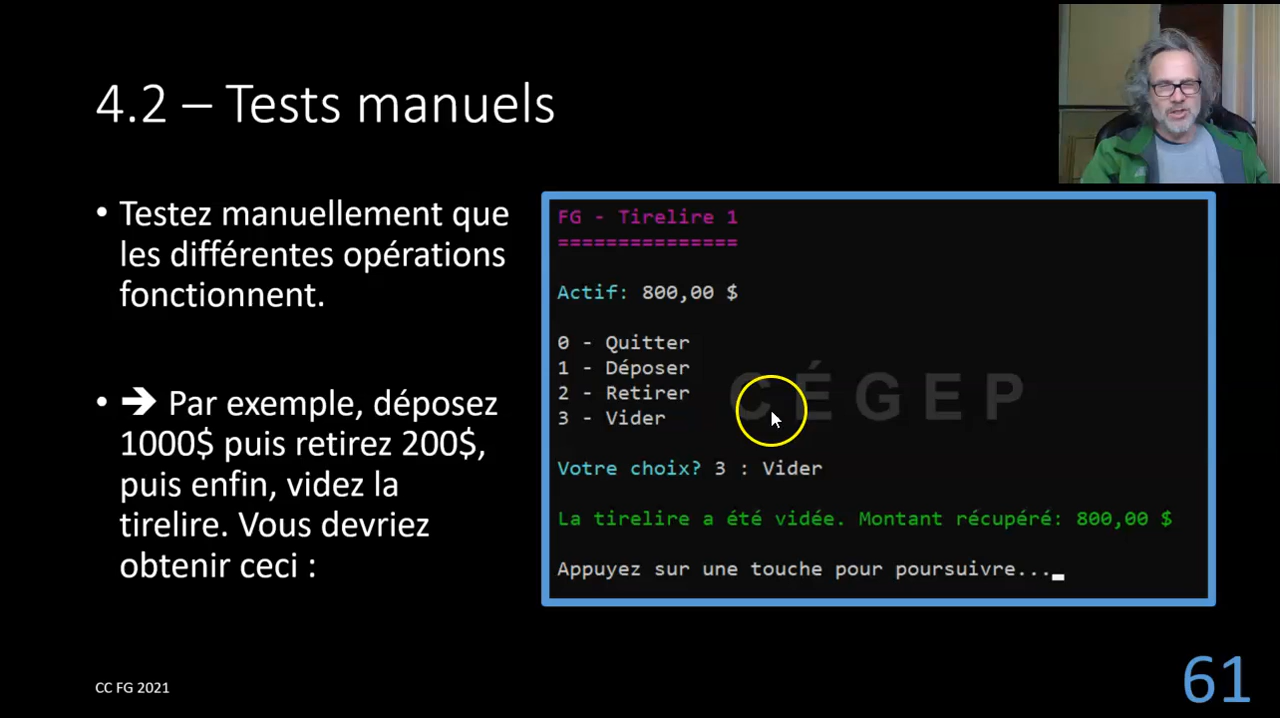 4.2 – Tests manuels
• Testez manuellement que
les différentes opérations
fonctionnent.
• 🡺 Par exemple, déposez
1000$ puis retirez 200$,
puis enfin, videz la
tirelire. Vous devriez
obtenir ceci :
FG - Tirelire 1
===============
Actif: 800,00 $
0 - Quitter
1 - Déposer
2 - Retirer
3 - Vider
CÉGEP
Votre choix? 3 : Vider
La tirelire a été vidée. Montant récupéré: 800,00 $
Appuyez sur une touche pour poursuivre..._
CC FG 2021
61